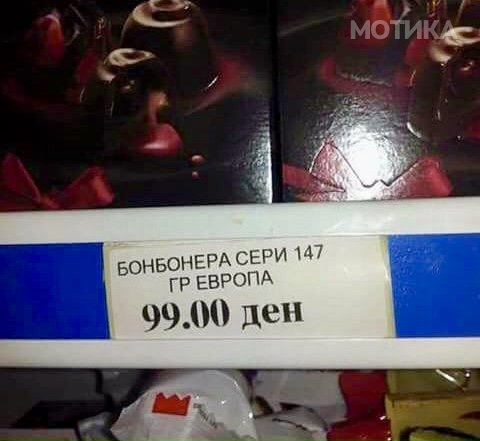 МОТИКА
БОНБОНЕРА СЕРИ 147
ГР ЕВРОПА
99.00 ден